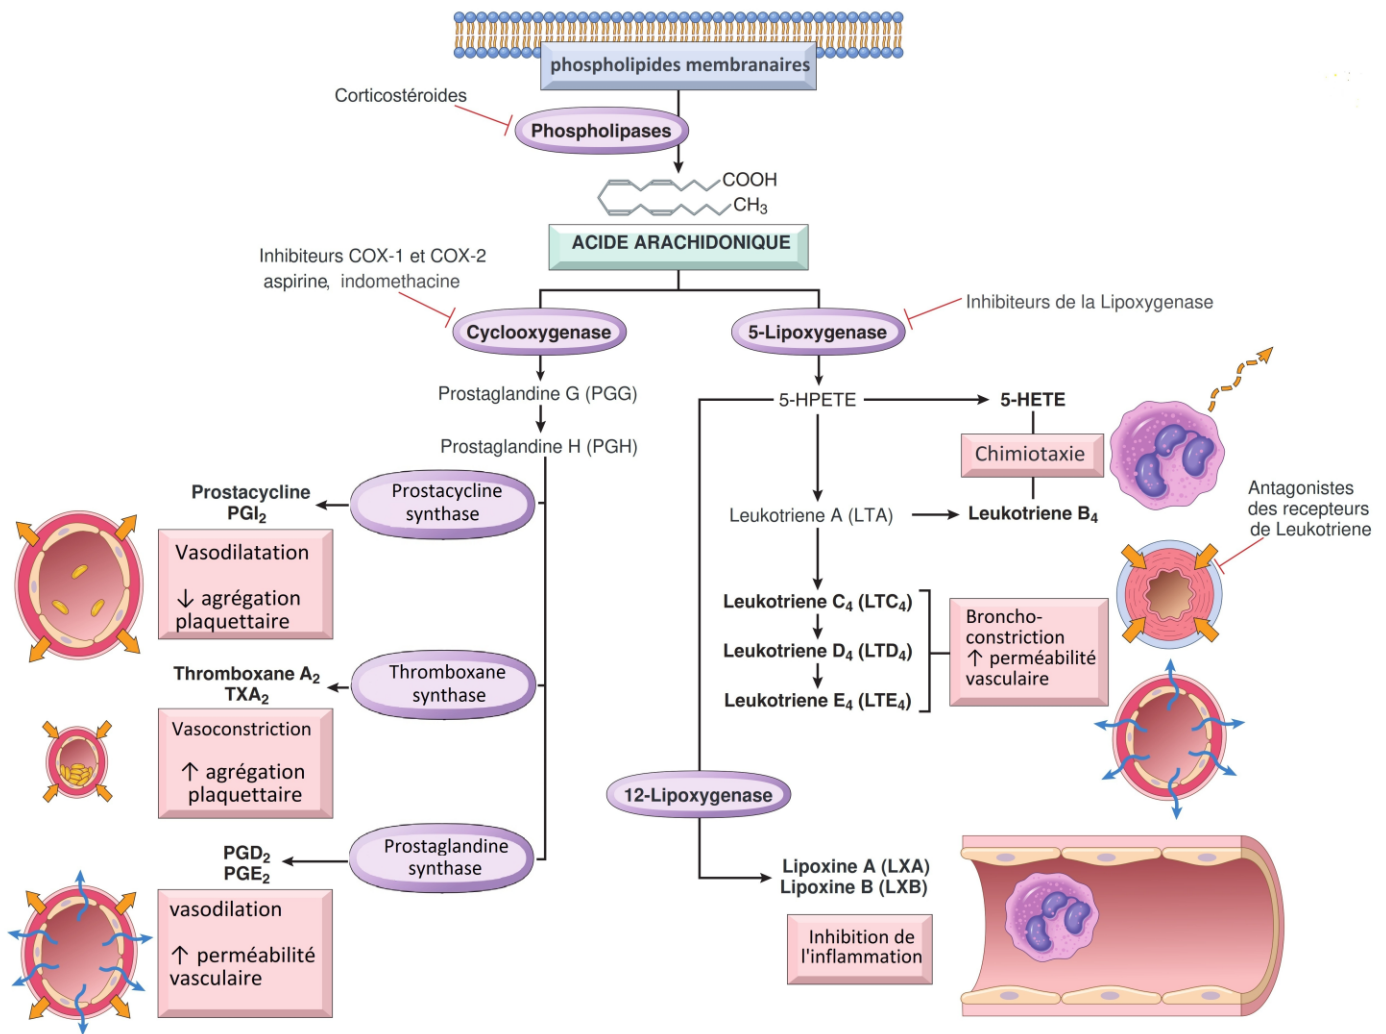 phospholipides membranaires
Corticostéroides
Phospholipases
COOH
CH3
ACIDE ARACHIDONIQUE
Inhibiteurs COX-1 et COX-2
aspirine, indomethacine
Inhibiteurs de la Lipoxygenase
Cyclooxygenase
5-Lipoxygenase
Prostaglandine G (PGG)
5-HPETE
5-HETE
Prostaglandine H (PGH)
Chimiotaxie
Prostacycline
PGI2
Prostacycline
synthase
Leukotriene A (LTA)
Leukotriene B4
Antagonistes
des recepteurs
de Leukotriene
Vasodilatation
↓ agrégation
plaquettaire
Leukotriene C4 (LTC4)
Leukotriene D4 (LTD4)
Leukotriene E4 (LTE4)
Broncho-
constriction
↑ perméabilité
vasculaire
Thromboxane A2
TXA2
Thromboxane
synthase
Vasoconstriction
↑ agrégation
plaquettaire
12-Lipoxygenase
PGD2
PGE2
Prostaglandine
synthase
Lipoxine A (LXA)
Lipoxine B (LXB)
vasodilation
↑ perméabilité
vasculaire
Inhibition de
l'inflammation